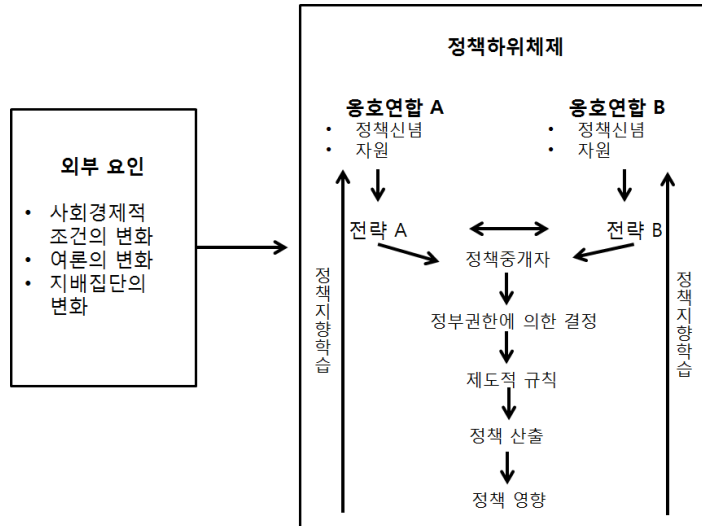 외부 요인
• 사회경제적
조건의 변화
• 여론의 변화
• 지배집단의
변화
정책하위체제
옹호연합 A
• 정책신념
• 자원
옹호연합 B
• 정책신념
• 자원
전략 A
전략 B
정책중개자
정부권한에 의한 결정
제도적 규칙
정책 산출
정책 영향
정책지향학습
정책지향학습